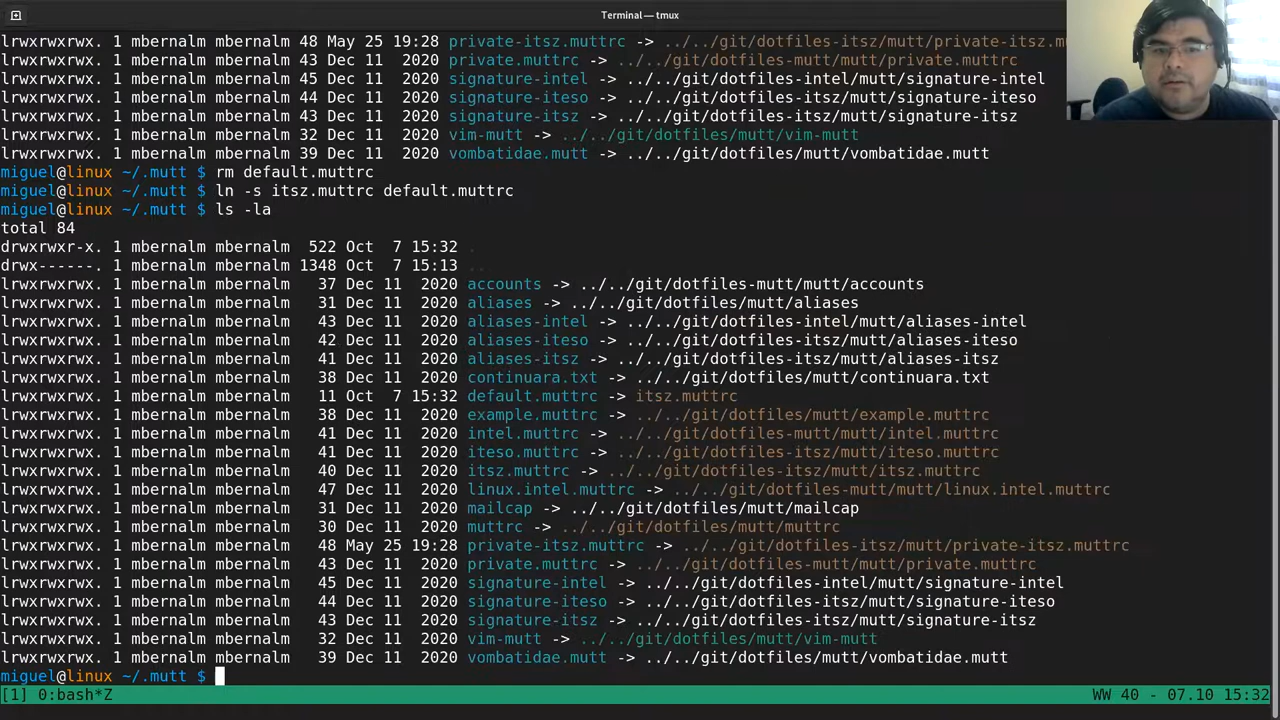 Terminal — tmux
lrwxrwxrwx. 1 mbernalm mbernalm 48 May 25 19:28 private-itsz.muttrc -> ../../git/dotfiles-itsz/mutt/private-itsz.mu
lrwxrwxrwx. 1 mbernalm mbernalm 43 Dec 11  2020 private.muttrc -> ../../git/dotfiles-mutt/mutt/private.muttrc
lrwxrwxrwx. 1 mbernalm mbernalm 45 Dec 11  2020 signature-intel -> ../../git/dotfiles-intel/mutt/signature-intel
lrwxrwxrwx. 1 mbernalm mbernalm 44 Dec 11  2020 signature-iteso -> ../../git/dotfiles-itsz/mutt/signature-iteso
lrwxrwxrwx. 1 mbernalm mbernalm 43 Dec 11  2020 signature-itsz -> ../../git/dotfiles-itsz/mutt/signature-itsz
lrwxrwxrwx. 1 mbernalm mbernalm 32 Dec 11  2020 vim-mutt -> ../../git/dotfiles/mutt/vim-mutt
lrwxrwxrwx. 1 mbernalm mbernalm 39 Dec 11  2020 vombatidae.mutt -> ../../git/dotfiles/mutt/vombatidae.mutt
miguel@linux ~/.mutt $ rm default.muttrc
miguel@linux ~/.mutt $ ln -s itsz.muttrc default.muttrc
miguel@linux ~/.mutt $ ls -la
total 84
drwxrwxr-x. 1 mbernalm mbernalm  522 Oct  7 15:32 .
drwx------. 1 mbernalm mbernalm 1348 Oct  7 15:13 ..
lrwxrwxrwx. 1 mbernalm mbernalm   37 Dec 11  2020 accounts -> ../../git/dotfiles-mutt/mutt/accounts
lrwxrwxrwx. 1 mbernalm mbernalm   31 Dec 11  2020 aliases -> ../../git/dotfiles/mutt/aliases
lrwxrwxrwx. 1 mbernalm mbernalm   43 Dec 11  2020 aliases-intel -> ../../git/dotfiles-intel/mutt/aliases-intel
lrwxrwxrwx. 1 mbernalm mbernalm   42 Dec 11  2020 aliases-iteso -> ../../git/dotfiles-itsz/mutt/aliases-iteso
lrwxrwxrwx. 1 mbernalm mbernalm   41 Dec 11  2020 aliases-itsz -> ../../git/dotfiles-itsz/mutt/aliases-itsz
lrwxrwxrwx. 1 mbernalm mbernalm   38 Dec 11  2020 continuara.txt -> ../../git/dotfiles/mutt/continuara.txt
lrwxrwxrwx. 1 mbernalm mbernalm   11 Oct  7 15:32 default.muttrc -> itsz.muttrc
lrwxrwxrwx. 1 mbernalm mbernalm   38 Dec 11  2020 example.muttrc -> ../../git/dotfiles/mutt/example.muttrc
lrwxrwxrwx. 1 mbernalm mbernalm   41 Dec 11  2020 intel.muttrc -> ../../git/dotfiles-mutt/mutt/intel.muttrc
lrwxrwxrwx. 1 mbernalm mbernalm   41 Dec 11  2020 iteso.muttrc -> ../../git/dotfiles-itsz/mutt/iteso.muttrc
lrwxrwxrwx. 1 mbernalm mbernalm   40 Dec 11  2020 itsz.muttrc -> ../../git/dotfiles-itsz/mutt/itsz.muttrc
lrwxrwxrwx. 1 mbernalm mbernalm   47 Dec 11  2020 linux.intel.muttrc -> ../../git/dotfiles-mutt/mutt/linux.intel.muttrc
lrwxrwxrwx. 1 mbernalm mbernalm   31 Dec 11  2020 mailcap -> ../../git/dotfiles/mutt/mailcap
lrwxrwxrwx. 1 mbernalm mbernalm   30 Dec 11  2020 muttrc -> ../../git/dotfiles/mutt/muttrc
lrwxrwxrwx. 1 mbernalm mbernalm   48 May 25 19:28 private-itsz.muttrc -> ../../git/dotfiles-itsz/mutt/private-itsz.muttrc
lrwxrwxrwx. 1 mbernalm mbernalm   43 Dec 11  2020 private.muttrc -> ../../git/dotfiles-mutt/mutt/private.muttrc
lrwxrwxrwx. 1 mbernalm mbernalm   45 Dec 11  2020 signature-intel -> ../../git/dotfiles-intel/mutt/signature-intel
lrwxrwxrwx. 1 mbernalm mbernalm   44 Dec 11  2020 signature-iteso -> ../../git/dotfiles-itsz/mutt/signature-iteso
lrwxrwxrwx. 1 mbernalm mbernalm   43 Dec 11  2020 signature-itsz -> ../../git/dotfiles-itsz/mutt/signature-itsz
lrwxrwxrwx. 1 mbernalm mbernalm   32 Dec 11  2020 vim-mutt -> ../../git/dotfiles/mutt/vim-mutt
lrwxrwxrwx. 1 mbernalm mbernalm   39 Dec 11  2020 vombatidae.mutt -> ../../git/dotfiles/mutt/vombatidae.mutt
miguel@linux ~/.mutt $
[1] 0:bash*Z WW 40 - 07.10 15:32